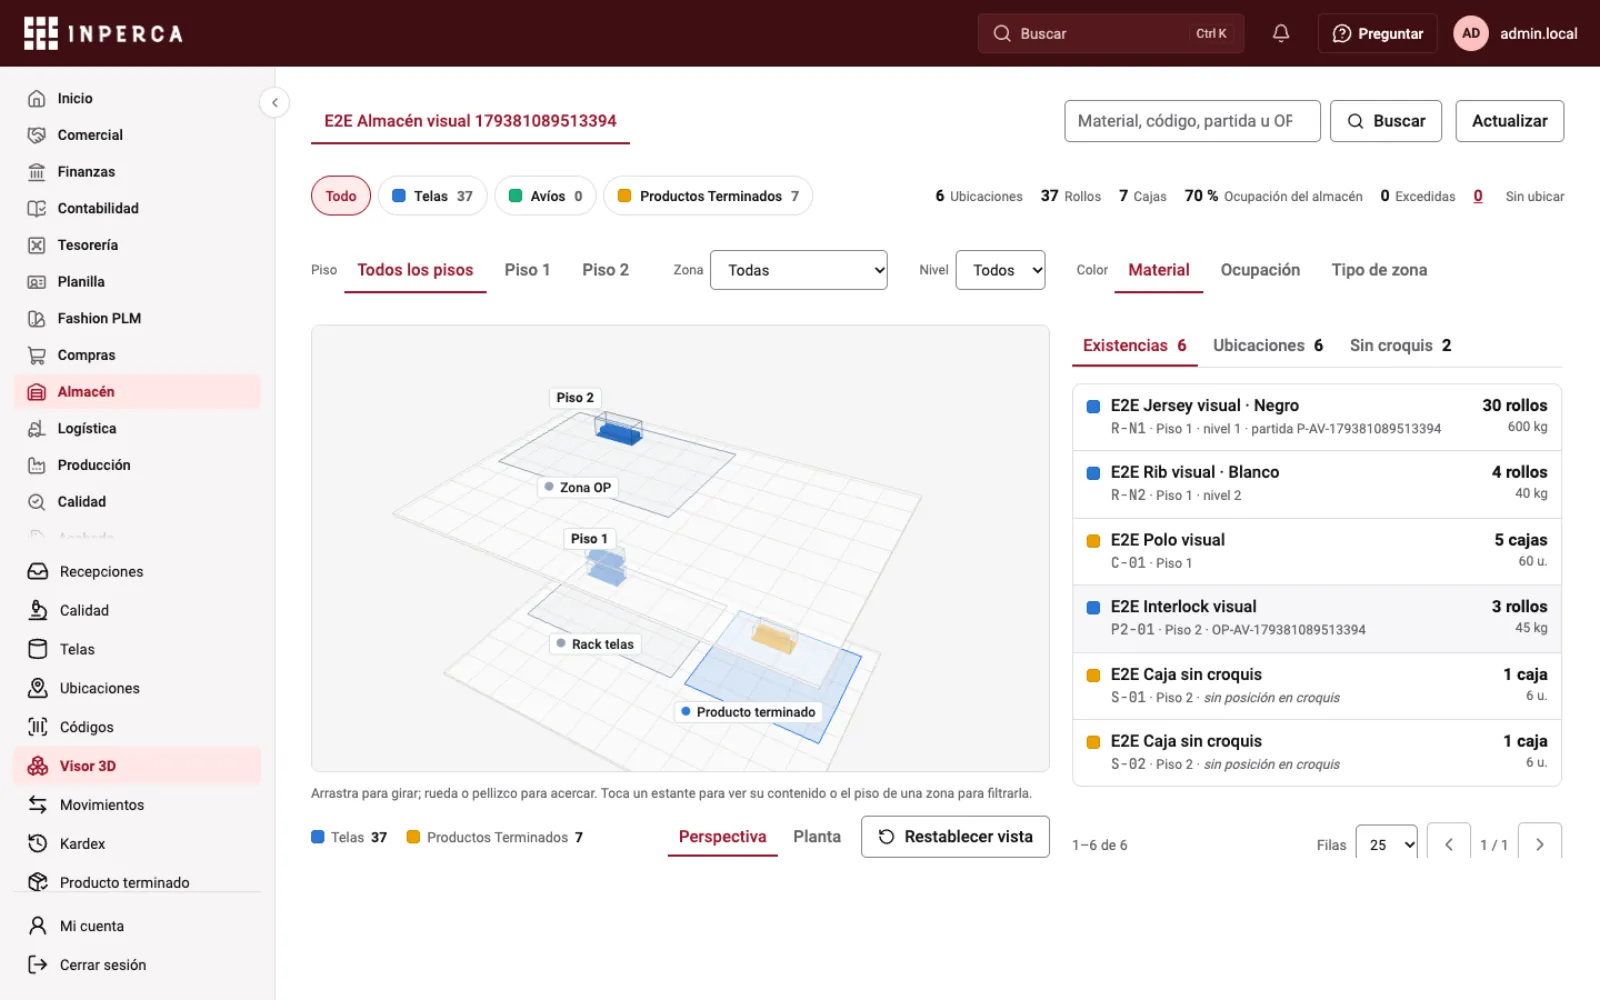 INPERCA
Buscar
Ctrl K
Preguntar
AD
admin.local
Inicio
Comercial
Finanzas
Contabilidad
Tesorería
Planilla
Fashion PLM
Compras
Almacén
Logística
Producción
Calidad
Recepciones
Calidad
Telas
Ubicaciones
Códigos
Visor 3D
Movimientos
Kardex
Producto terminado
Mi cuenta
Cerrar sesión
E2E Almacén visual 179381089513394
Material, código, partida u OF
Buscar
Actualizar
Todo
Telas 37
Avíos 0
Productos Terminados 7
6 Ubicaciones
37 Rollos
7 Cajas
70 % Ocupación del almacén
0 Excedidas
0 Sin ubicar
Piso
Todos los pisos
Piso 1
Piso 2
Zona
Todas
Nivel
Todos
Color
Material
Ocupación
Tipo de zona
Piso 2
Zona OP
Piso 1
Rack telas
Producto terminado
Arrastra para girar; rueda o pellizco para acercar. Toca un estante para ver su contenido o el piso de una zona para filtrarla.
Telas 37
Productos Terminados 7
Perspectiva
Planta
Restablecer vista
Existencias 6
Ubicaciones 6
Sin croquis 2
E2E Jersey visual · Negro
30 rollos
R-N1 · Piso 1 · nivel 1 · partida P-AV-179381089513394
600 kg
E2E Rib visual · Blanco
4 rollos
R-N2 · Piso 1 · nivel 2
40 kg
E2E Polo visual
5 cajas
C-01 · Piso 1
60 u.
E2E Interlock visual
3 rollos
P2-01 · Piso 2 · OP-AV-179381089513394
45 kg
E2E Caja sin croquis
1 caja
S-01 · Piso 2 · sin posición en croquis
6 u.
E2E Caja sin croquis
1 caja
S-02 · Piso 2 · sin posición en croquis
6 u.
1–6 de 6
Filas
25
1 / 1